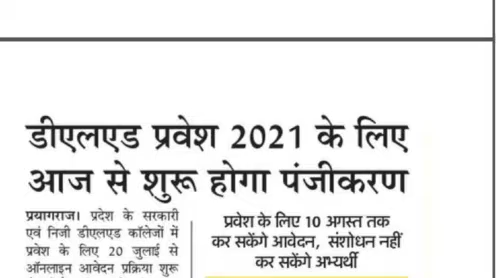 डीएलएड प्रवेश 2021 के लिए
आज से शुरू होगा पंजीकरण
प्रयागराज। प्रदेश के सरकारी
एवं निजी डीएलएड कॉलेजों में
प्रवेश के लिए 20 जुलाई से
ऑनलाइन आवेदन प्रक्रिया शुरू
प्रवेश के लिए 10 अगस्त तक
कर सकेंगे आवेदन, संशोधन नहीं
कर सकेंगे अभ्यर्थी